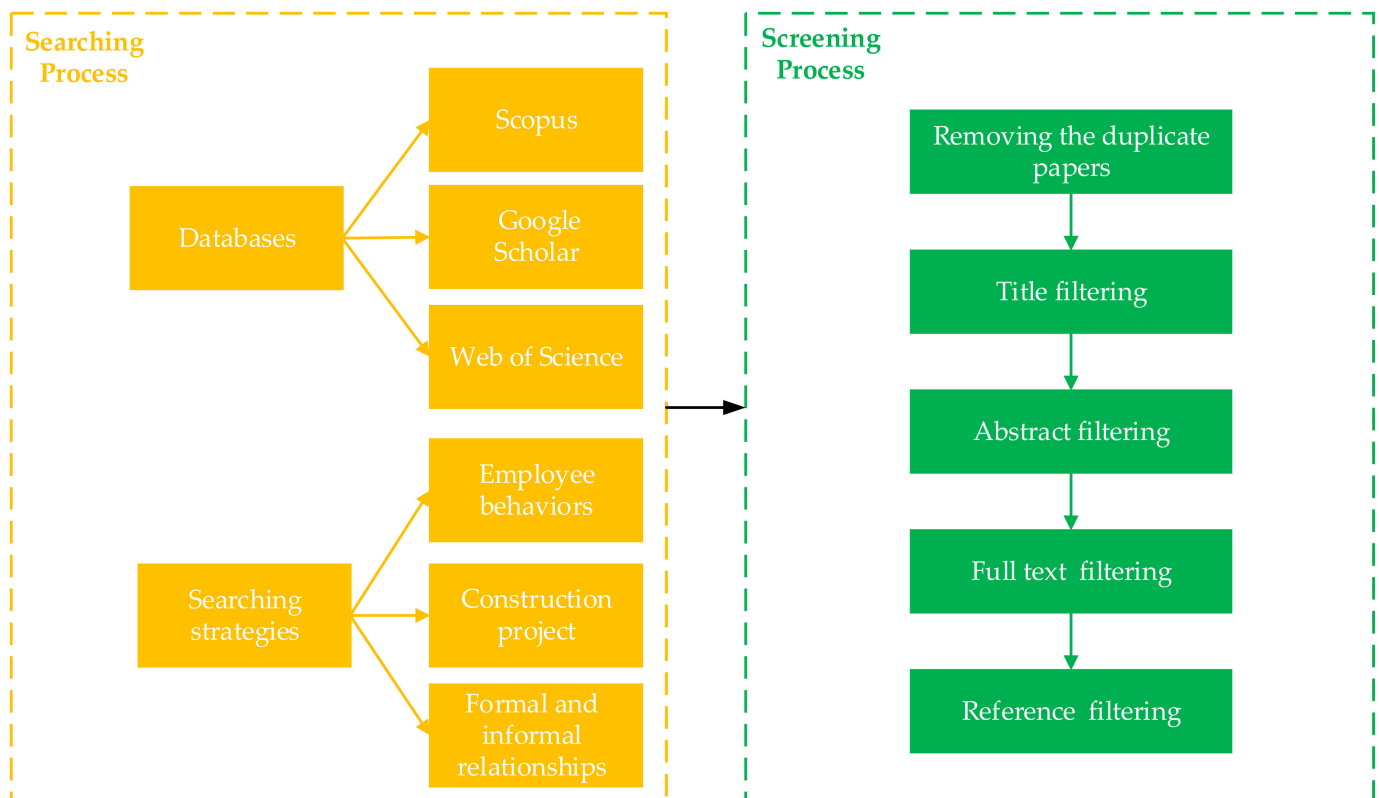 Searching
Process
Databases
Scopus
Google
Scholar
Web of Science
Searching
strategies
Employee
behaviors
Construction
project
Formal and
informal
relationships
Screening
Process
Removing the duplicate
papers
Title filtering
Abstract filtering
Full text  filtering
Reference  filtering